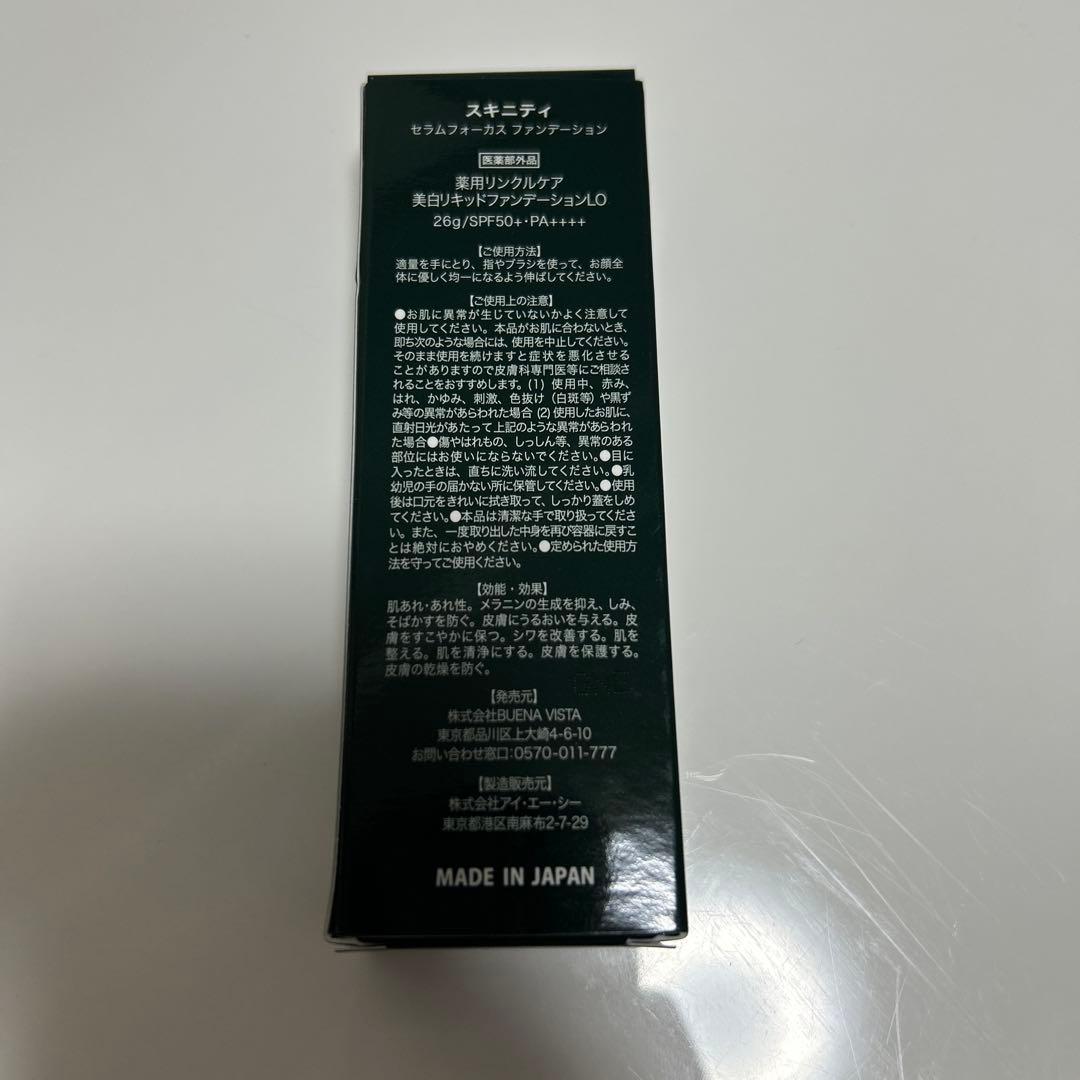 スキニティ
セラムフォーカス ファンデーション
医薬部外品
薬用リンクルケア
美白リキッドファンデーションLO
26g/SPF50+・PA++++
【ご使用方法】
適量を手にとり、指やブラシを使って、お顔全
体に優しく均一になるよう伸ばしてください。
【ご使用上の注意】
●お肌に異常が生じていないかよく注意して
使用してください。本品がお肌に合わないとき、
即ち次のような場合には、使用を中止してください。
そのまま使用を続けますと症状を悪化させる
ことがありますので皮膚科専門医等にご相談さ
れることをおすすめします。(1) 使用中、赤み、
はれ、かゆみ、刺激、色抜け（白斑等）や黒ず
み等の異常があらわれた場合 (2) 使用したお肌に、
直射日光があたって上記のような異常があらわれ
た場合●傷やはれもの、しっしん等、異常のある
部位にはお使いにならないでください。●目に
入ったときは、直ちに洗い流してください。●乳
幼児の手の届かない所に保管してください。●使用
後は口元をきれいに拭き取って、しっかり蓋をしめ
てください。●本品は清潔な手で取り扱ってくださ
い。また、一度取り出した中身を再び容器に戻すこ
とは絶対におやめください。●定められた使用方
法を守ってご使用ください。
【効能・効果】
肌あれ・あれ性。メラニンの生成を抑え、しみ、
そばかすを防ぐ。皮膚にうるおいを与える。皮
膚をすこやかに保つ。シワを改善する。肌を
整える。肌を清浄にする。皮膚を保護する。
皮膚の乾燥を防ぐ。
【発売元】
株式会社BUENA VISTA
東京都品川区上大崎4-6-10
お問い合わせ窓口：0570-011-777
【製造販売元】
株式会社アイ・エー・シー
東京都港区南麻布2-7-29
MADE IN JAPAN